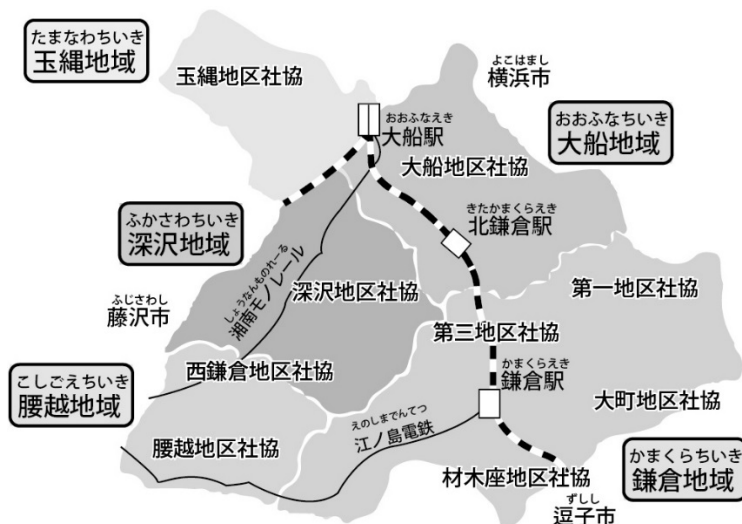 たまなわちいき
玉縄地域
玉縄地区社協
よこはまし
横浜市
おおふなえき
大船駅
おおふなちいき
大船地域
大船地区社協
きたかまくらえき
北鎌倉駅
ふかさわちいき
深沢地域
しょうなんものれーる
湘南モノレール
深沢地区社協
ふじさわし
藤沢市
第一地区社協
第三地区社協
西鎌倉地区社協
かまくらえき
鎌倉駅
こしごえちいき
腰越地域
大町地区社協
えのしまでんてつ
江ノ島電鉄
腰越地区社協
材木座地区社協
かまくらちいき
鎌倉地域
ずしし
逗子市